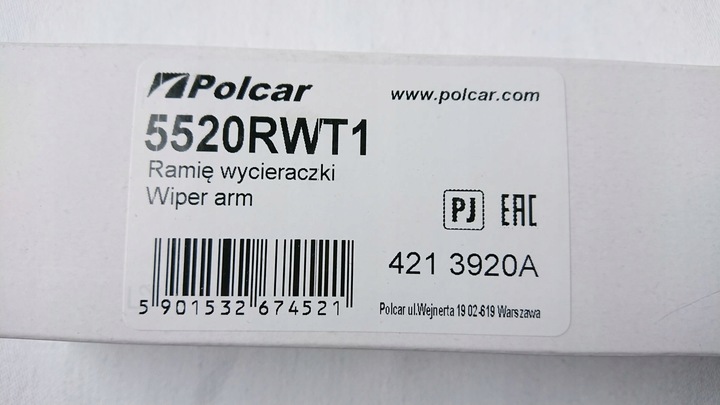 Polcar
www.polcar.com
5520RWT1
Ramię wycieraczki
Wiper arm
PJ EAC
421 3920A
5 901532 674521
Polcar ul.Wejnerta 19 02-619 Warszawa